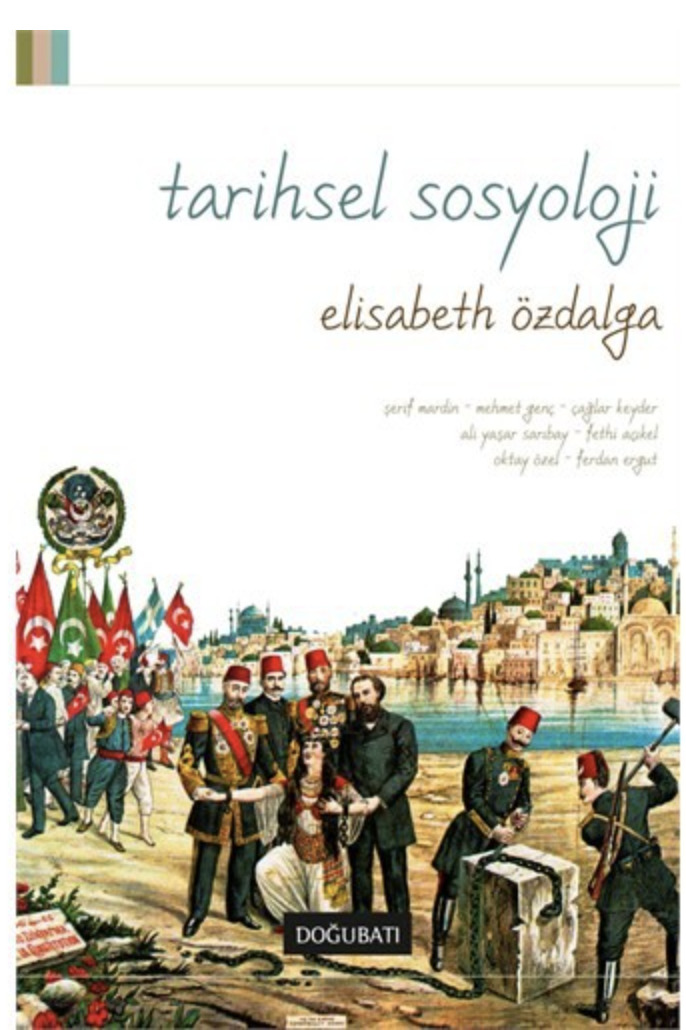 tarihsel sosyoloji
elisabeth özdalga
şerif mardin - mehmet genç - çağlar keyder
ali yaşar sarıbay - fethi açıkel
oktay özel - ferdan ergut
DOĞUBATI